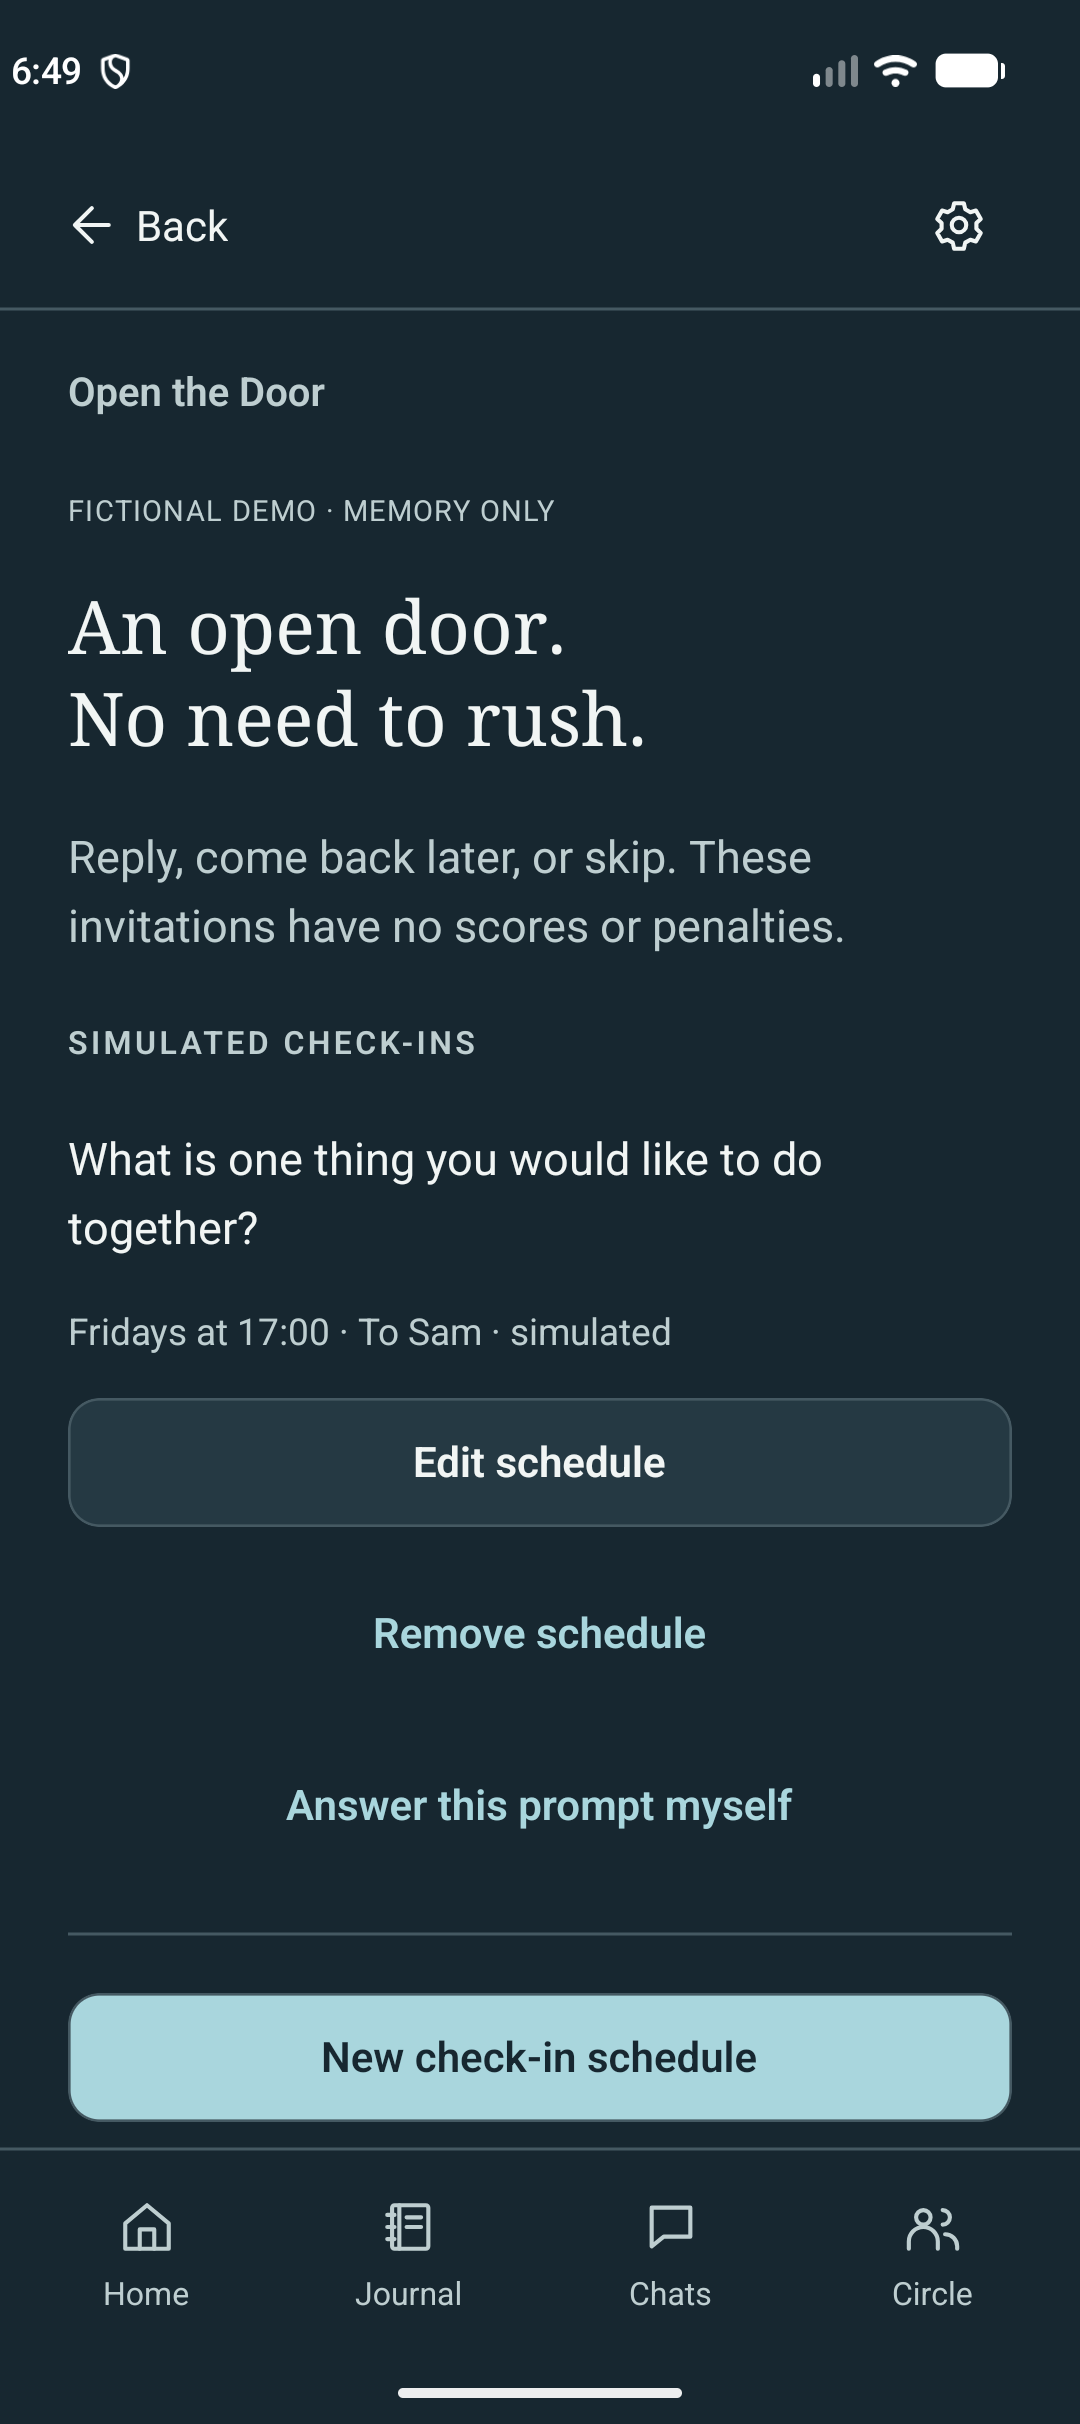 6:49
Back
Open the Door
FICTIONAL DEMO · MEMORY ONLY
An open door.
No need to rush.
Reply, come back later, or skip. These
invitations have no scores or penalties.
SIMULATED CHECK-INS
What is one thing you would like to do
together?
Fridays at 17:00 · To Sam · simulated
Edit schedule
Remove schedule
Answer this prompt myself
New check-in schedule
Home
Journal
Chats
Circle